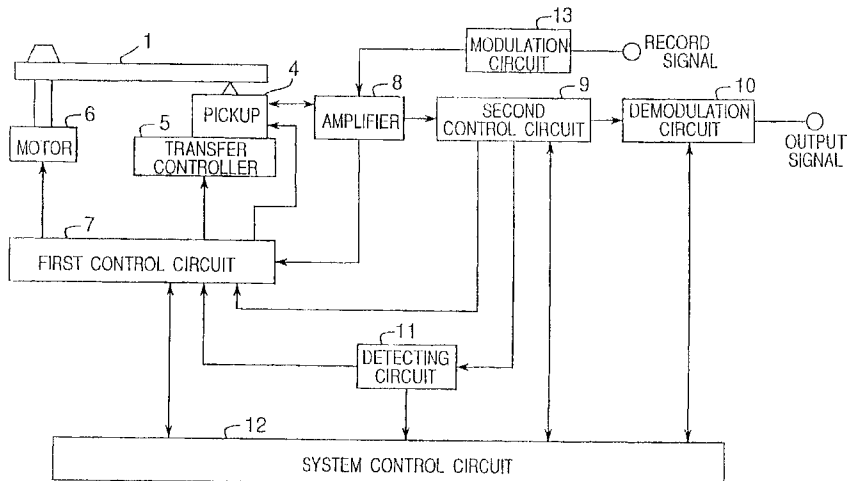 13
1
MODULATION
CIRCUIT
RECORD
SIGNAL
4
8
9
10
6
PICKUP
AMPLIFIER
SECOND
CONTROL CIRCUIT
DEMODULATION
CIRCUIT
5
MOTOR
TRANSFER
CONTROLLER
OUTPUT
SIGNAL
7
FIRST CONTROL CIRCUIT
11
DETECTING
CIRCUIT
12
SYSTEM CONTROL CIRCUIT